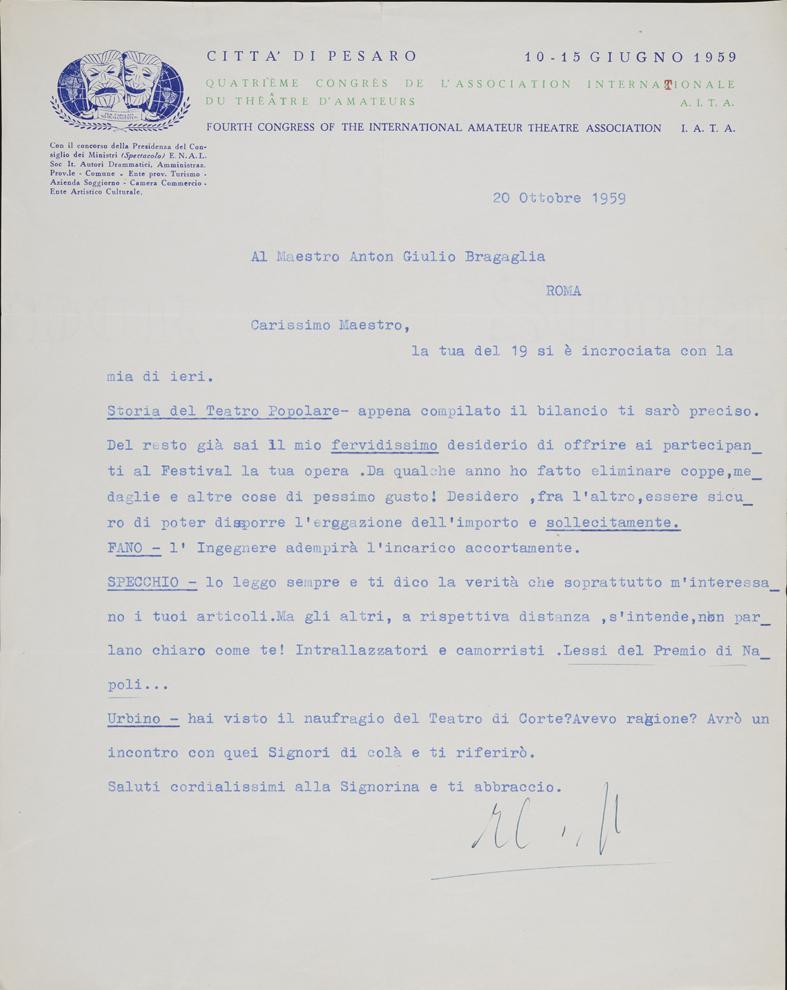 CITTA' DI PESARO 10-15 GIUGNO 1959
QUATRIÈME CONGRÈS DE L'ASSOCIATION INTERNATIONALE
DU THÉÂTRE D'AMATEURS A. I. T. A.
FOURTH CONGRESS OF THE INTERNATIONAL AMATEUR THEATRE ASSOCIATION I. A. T. A.
Con il concorso della Presidenza del Con-
siglio dei Ministri (Spettacolo) E. N. A. L.
Soc It. Autori Drammatici, Amministraz.
Prov.le - Comune - Ente prov. Turismo -
Azienda Soggiorno - Camera Commercio -
Ente Artistico Culturale.
20 Ottobre 1959
Al Maestro Anton Giulio Bragaglia
ROMA
Carissimo Maestro,
la tua del 19 si è incrociata con la
mia di ieri.
Storia del Teatro Popolare- appena compilato il bilancio ti sarò preciso.
Del resto già sai il mio fervidissimo desiderio di offrire ai partecipan_
ti al Festival la tua opera .Da qualche anno ho fatto eliminare coppe,me_
daglie e altre cose di pessimo gusto! Desidero ,fra l'altro,essere sicu_
ro di poter disporre l'erogazione dell'importo e sollecitamente.
FANO - l' Ingegnere adempirà l'incarico accortamente.
SPECCHIO - lo leggo sempre e ti dico la verità che soprattutto m'interessa_
no i tuoi articoli.Ma gli altri, a rispettiva distanza ,s'intende,non par_
lano chiaro come te! Intrallazzatori e camorristi .Lessi del Premio di Na_
poli...
Urbino - hai visto il naufragio del Teatro di Corte?Avevo ragione? Avrò un
incontro con quei Signori di colà e ti riferirò.
Saluti cordialissimi alla Signorina e ti abbraccio.